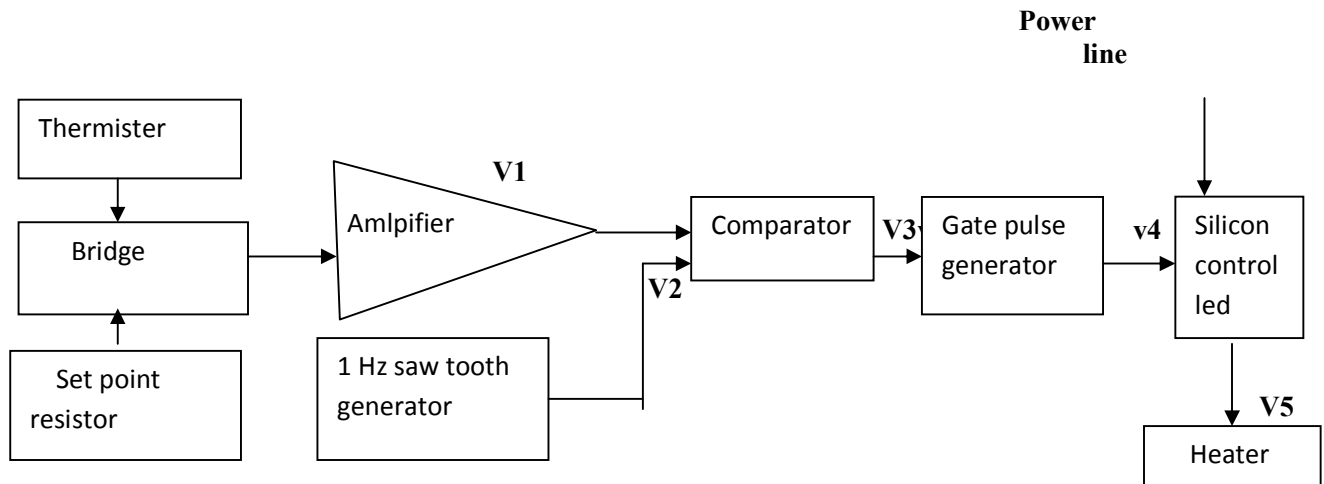 Power
line
Thermister
V1
Amlpifier
Comparator
V3
Gate pulse
generator
v4
Silicon
control
led
Bridge
V2
1 Hz saw tooth
generator
Set point
resistor
V5
Heater